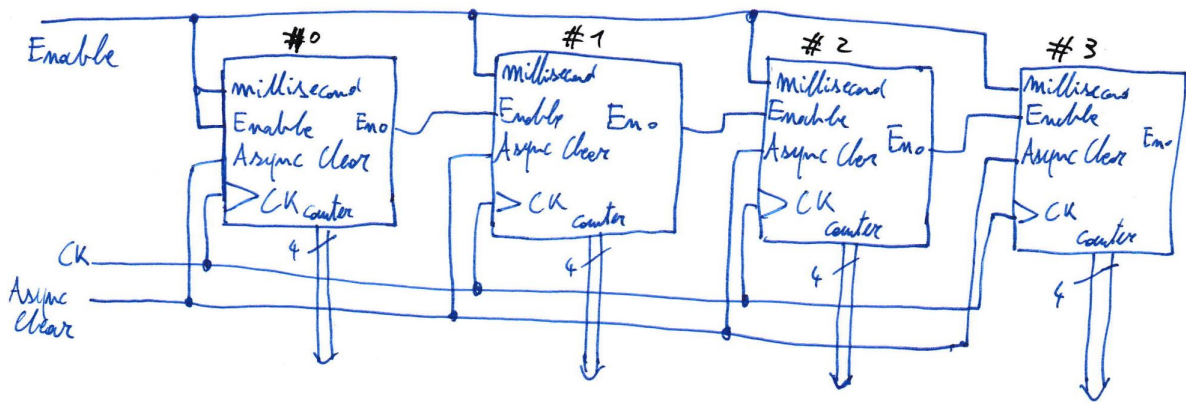 Enable
#0
millisecond
Enable
Eno
Async Clear
CK
counter
4
#1
millisecond
Enable
Eno
Async Clear
CK
counter
4
#2
millisecond
Enable
Eno
Async Clear
CK
counter
4
#3
millisecond
Enable
Eno
Async Clear
CK
counter
4
CK
Async
Clear